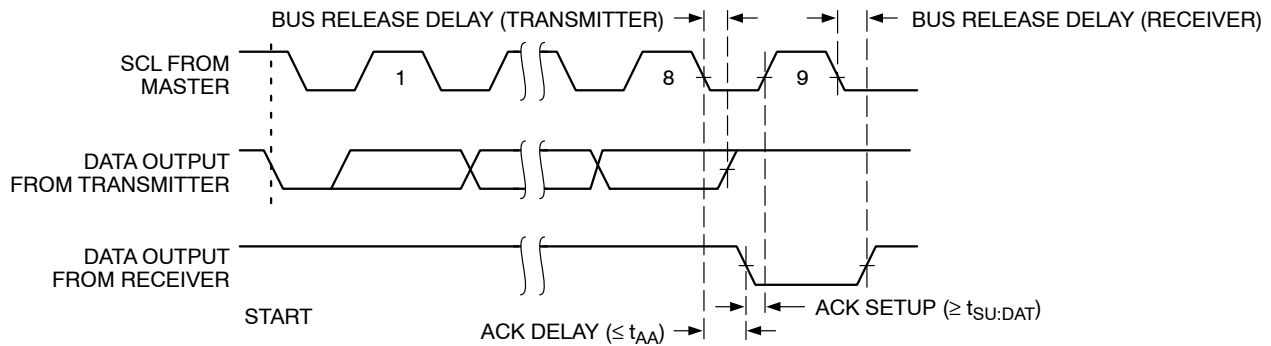 BUS RELEASE DELAY (TRANSMITTER)
BUS RELEASE DELAY (RECEIVER)
SCL FROM
MASTER
1
8
9
DATA OUTPUT
FROM TRANSMITTER
DATA OUTPUT
FROM RECEIVER
START
ACK SETUP (≥ tSU:DAT)
ACK DELAY (≤ tAA)